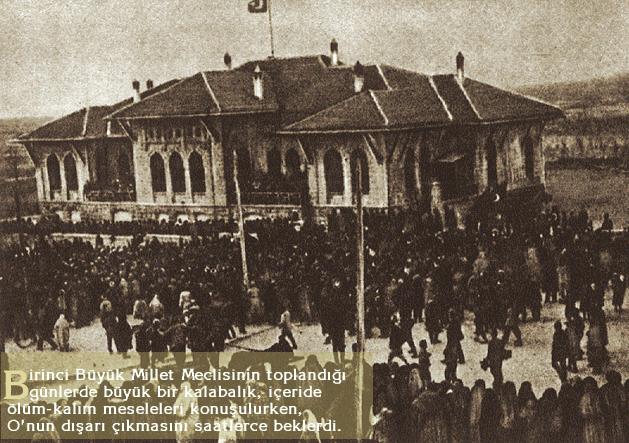 Birinci Büyük Millet Meclisinin toplandığı
günlerde büyük bir kalabalık, içeride
ölüm-kalım meseleleri konuşulurken,
O'nun dışarı çıkmasını saatlerce beklerdi.